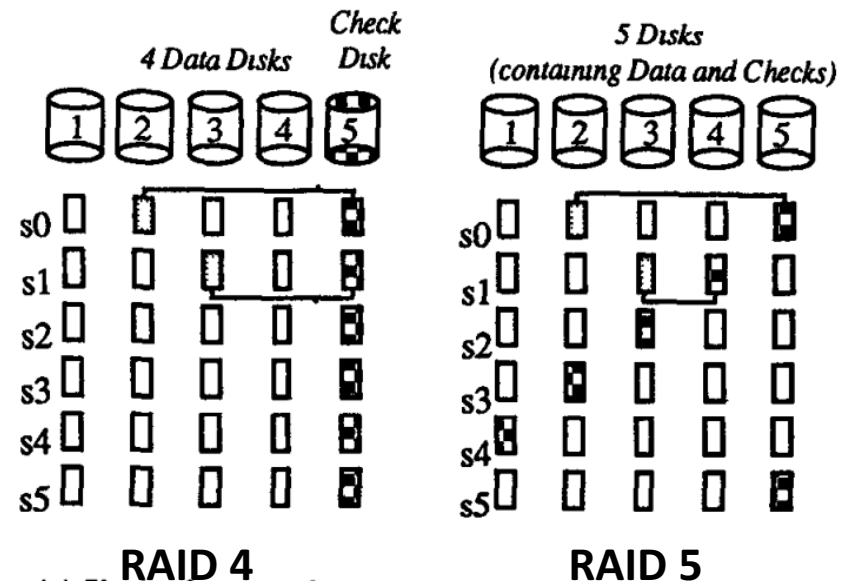 Check
4 Data Disks Disk
1 2 3 4 5
s0
s1
s2
s3
s4
s5
RAID 4
5 Disks
(containing Data and Checks)
1 2 3 4 5
s0
s1
s2
s3
s4
s5
RAID 5